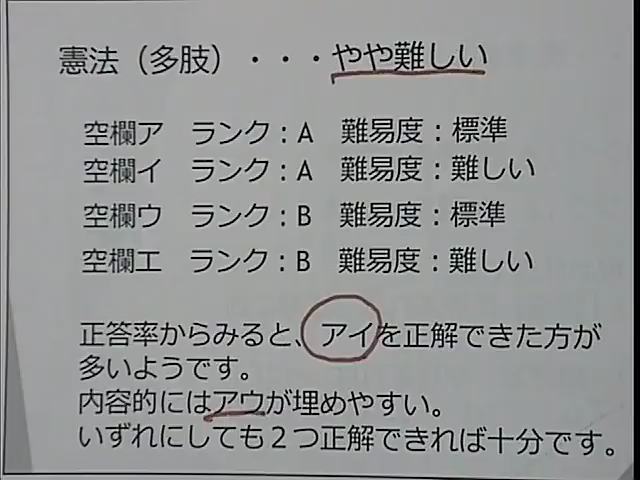 憲法（多肢）・・・やや難しい
空欄ア　ランク：A　難易度：標準
空欄イ　ランク：A　難易度：難しい
空欄ウ　ランク：B　難易度：標準
空欄エ　ランク：B　難易度：難しい
正答率からみると、アイを正解できた方が
多いようです。
内容的にはアウが埋めやすい。
いずれにしても２つ正解できれば十分です。